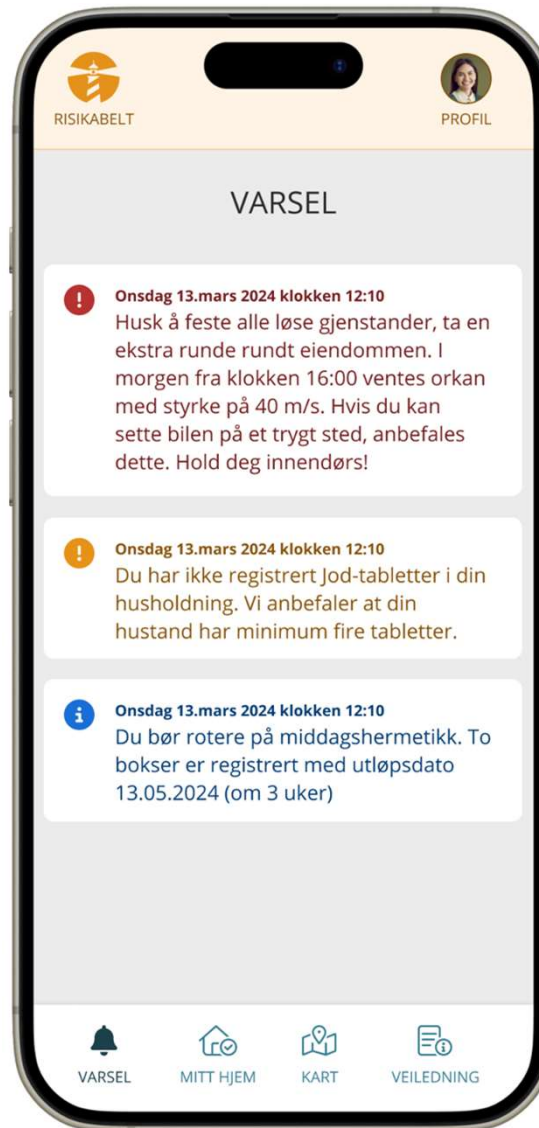 RISIKABELT
PROFIL
VARSEL
Onsdag 13.mars 2024 klokken 12:10
Husk å feste alle løse gjenstander, ta en
ekstra runde rundt eiendommen. I
morgen fra klokken 16:00 ventes orkan
med styrke på 40 m/s. Hvis du kan
sette bilen på et trygt sted, anbefales
dette. Hold deg innendørs!
Onsdag 13.mars 2024 klokken 12:10
Du har ikke registrert Jod-tabletter i din
husholdning. Vi anbefaler at din
hustand har minimum fire tabletter.
Onsdag 13.mars 2024 klokken 12:10
Du bør rotere på middagshermetikk. To
bokser er registrert med utløpsdato
13.05.2024 (om 3 uker)
VARSEL
MITT HJEM
KART
VEILEDNING